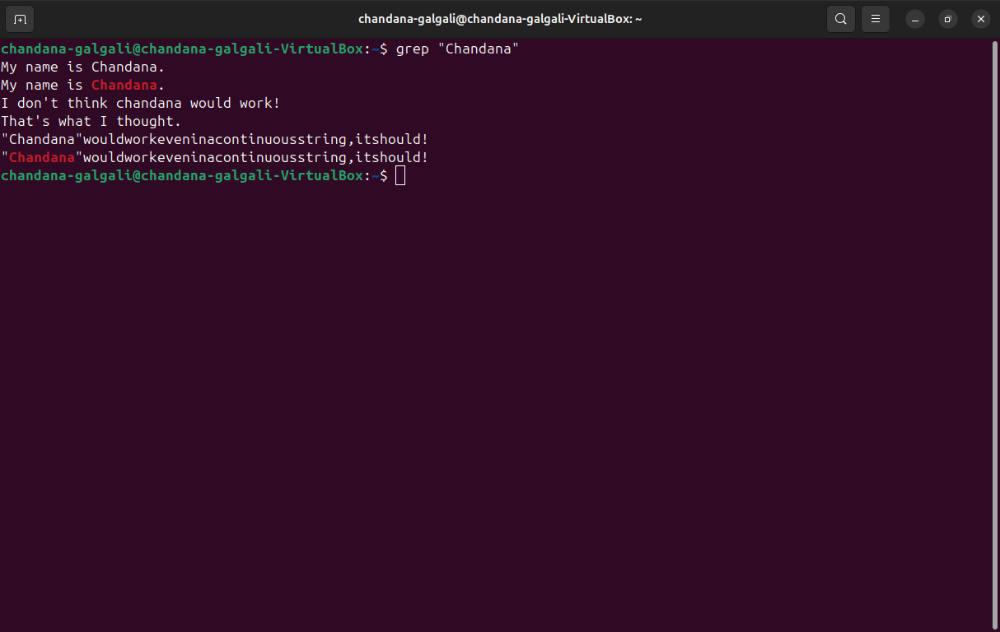 chandana-galgali@chandana-galgali-VirtualBox: ~
chandana-galgali@chandana-galgali-VirtualBox:~$ grep "Chandana"
My name is Chandana.
My name is Chandana.
I don't think chandana would work!
That's what I thought.
"Chandana"wouldworkeveninacontinuousstring,itshould!
"Chandana"wouldworkeveninacontinuousstring,itshould!
chandana-galgali@chandana-galgali-VirtualBox:~$